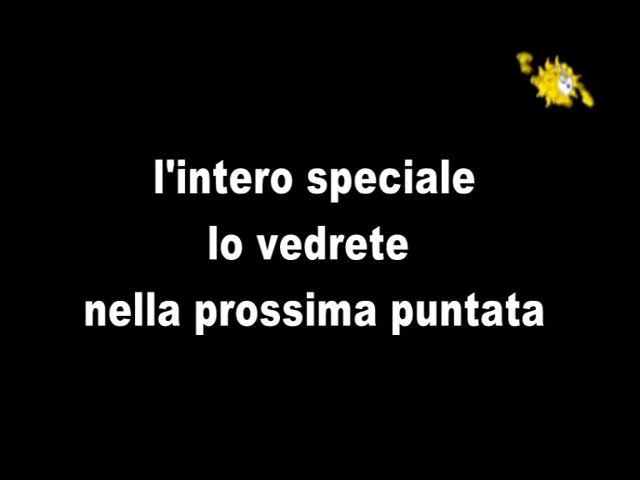 l'intero speciale
lo vedrete
nella prossima puntata